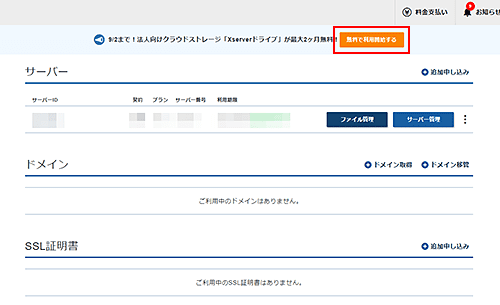 料金支払い
お知らせ
9/2まで!法人向けクラウドストレージ「Xserverドライブ」が最大2ヶ月無料!
無料で利用開始する
サーバー
追加申し込み
サーバーID 契約 プラン サーバー番号 利用期限
ファイル管理 サーバー管理
ドメイン
ドメイン取得 ドメイン移管
ご利用中のドメインはありません。
SSL証明書
追加申し込み
ご利用中のSSL証明書はありません。